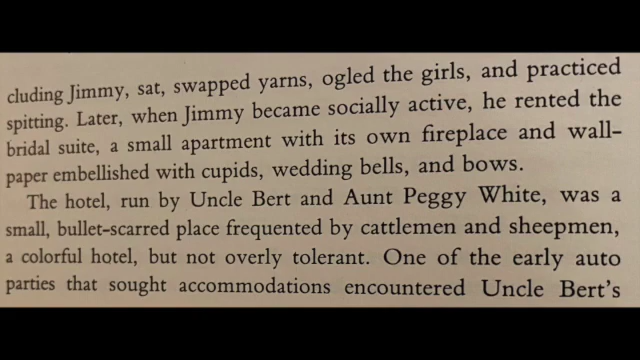 cluding Jimmy, sat, swapped yarns, ogled the girls, and practiced
spitting. Later, when Jimmy became socially active, he rented the
bridal suite, a small apartment with its own fireplace and wall-
paper embellished with cupids, wedding bells, and bows.
The hotel, run by Uncle Bert and Aunt Peggy White, was a
small, bullet-scarred place frequented by cattlemen and sheepmen,
a colorful hotel, but not overly tolerant. One of the early auto
parties that sought accommodations encountered Uncle Bert's